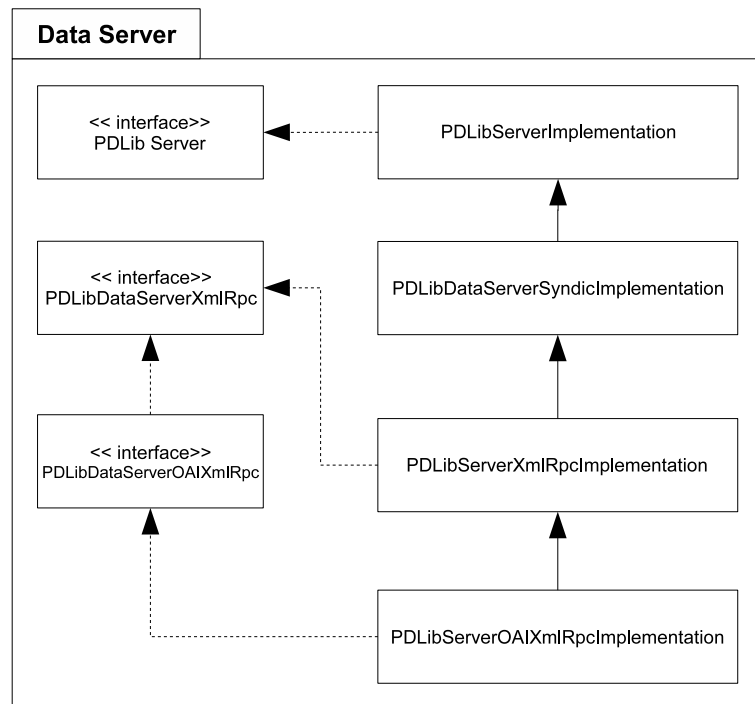 Data Server
<< interface>>
PDLib Server
PDLibServerImplementation
<< interface>>
PDLibDataServerXmlRpc
PDLibDataServerSyndicImplementation
<< interface>>
PDLibDataServerOAIXmlRpc
PDLibServerXmlRpcImplementation
PDLibServerOAIXmlRpcImplementation